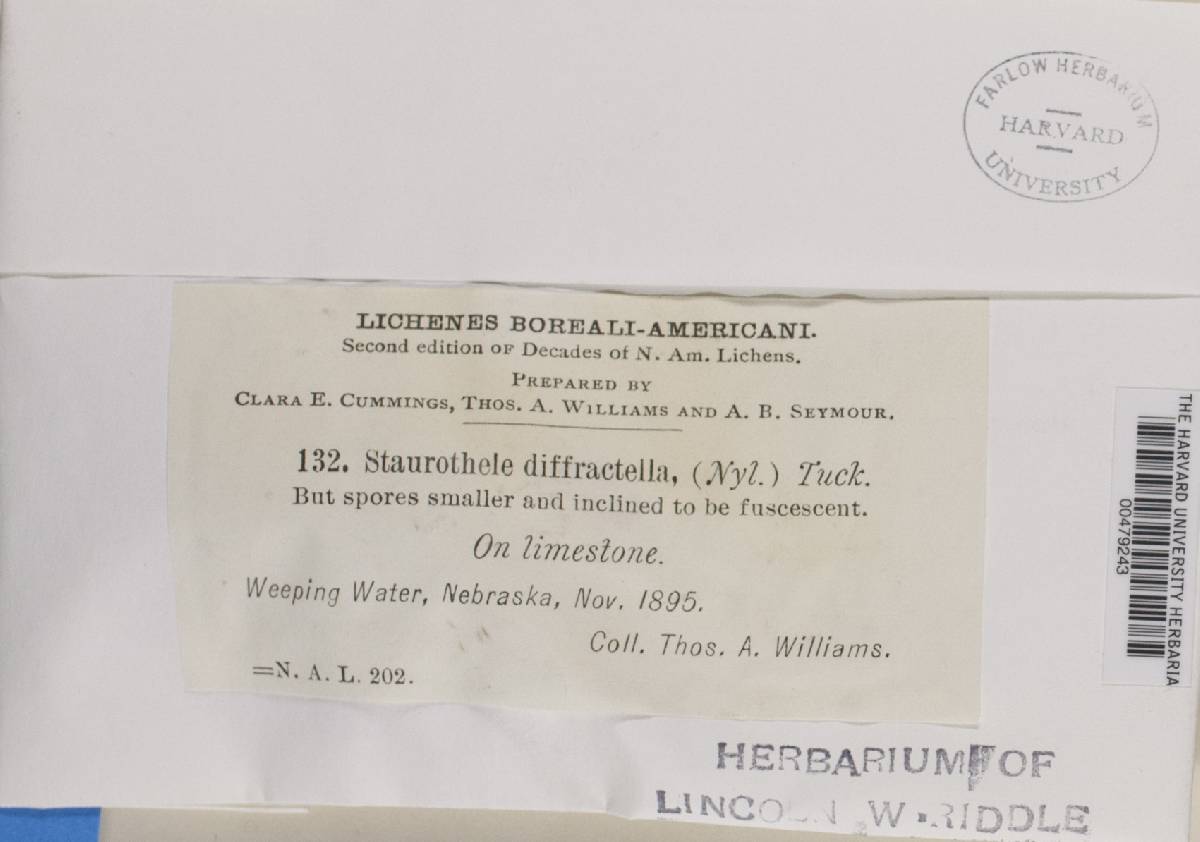 FARLOW HERBARIUM
HARVARD
UNIVERSITY
LICHENES BOREALI-AMERICANI.
Second edition OF Decades of N. Am. Lichens.
PREPARED BY
CLARA E. CUMMINGS, THOS. A. WILLIAMS AND A. B. SEYMOUR.
132. Staurothele diffractella, (Nyl.) Tuck.
But spores smaller and inclined to be fuscescent.
On limestone.
Weeping Water, Nebraska, Nov. 1895.
Coll. Thos. A. Williams.
=N. A. L. 202.
THE HARVARD UNIVERSITY HERBARIA
00479243
HERBARIUM OF
LINCOLN W. RIDDLE